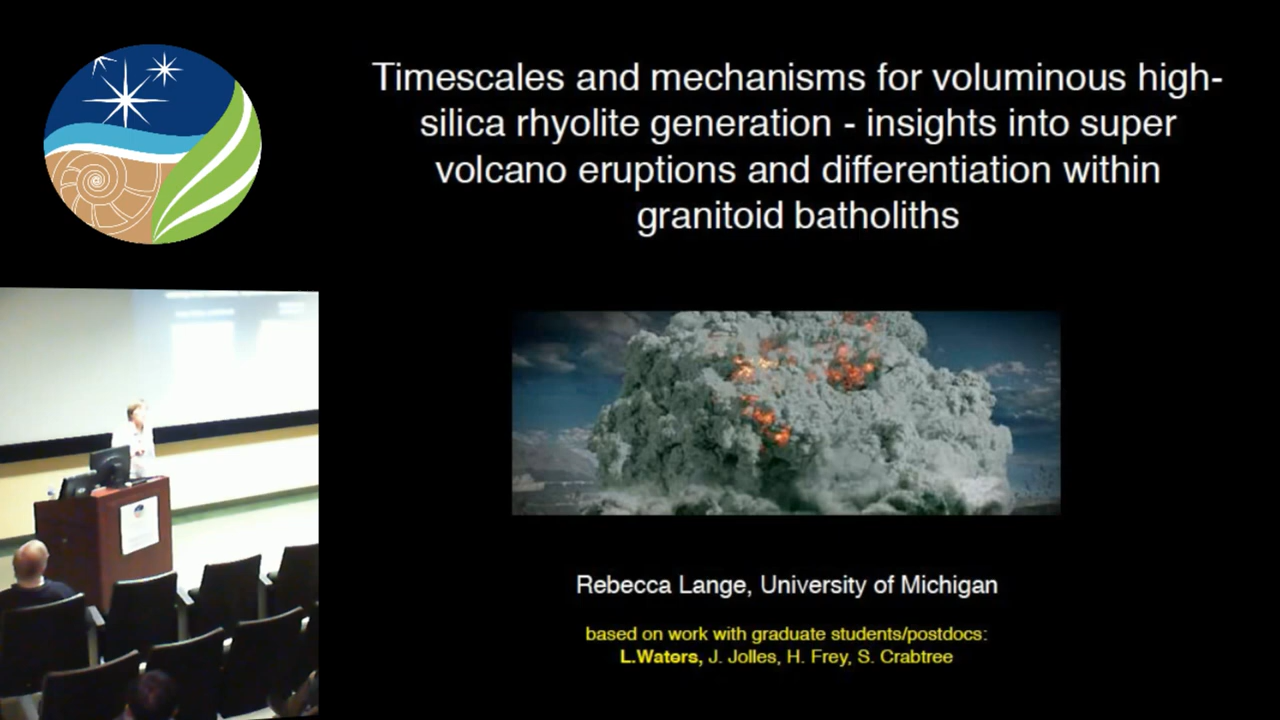 Timescales and mechanisms for voluminous high-
silica rhyolite generation - insights into super
volcano eruptions and differentiation within
granitoid batholiths
Rebecca Lange, University of Michigan
based on work with graduate students/postdocs:
L.Waters, J. Jolles, H. Frey, S. Crabtree